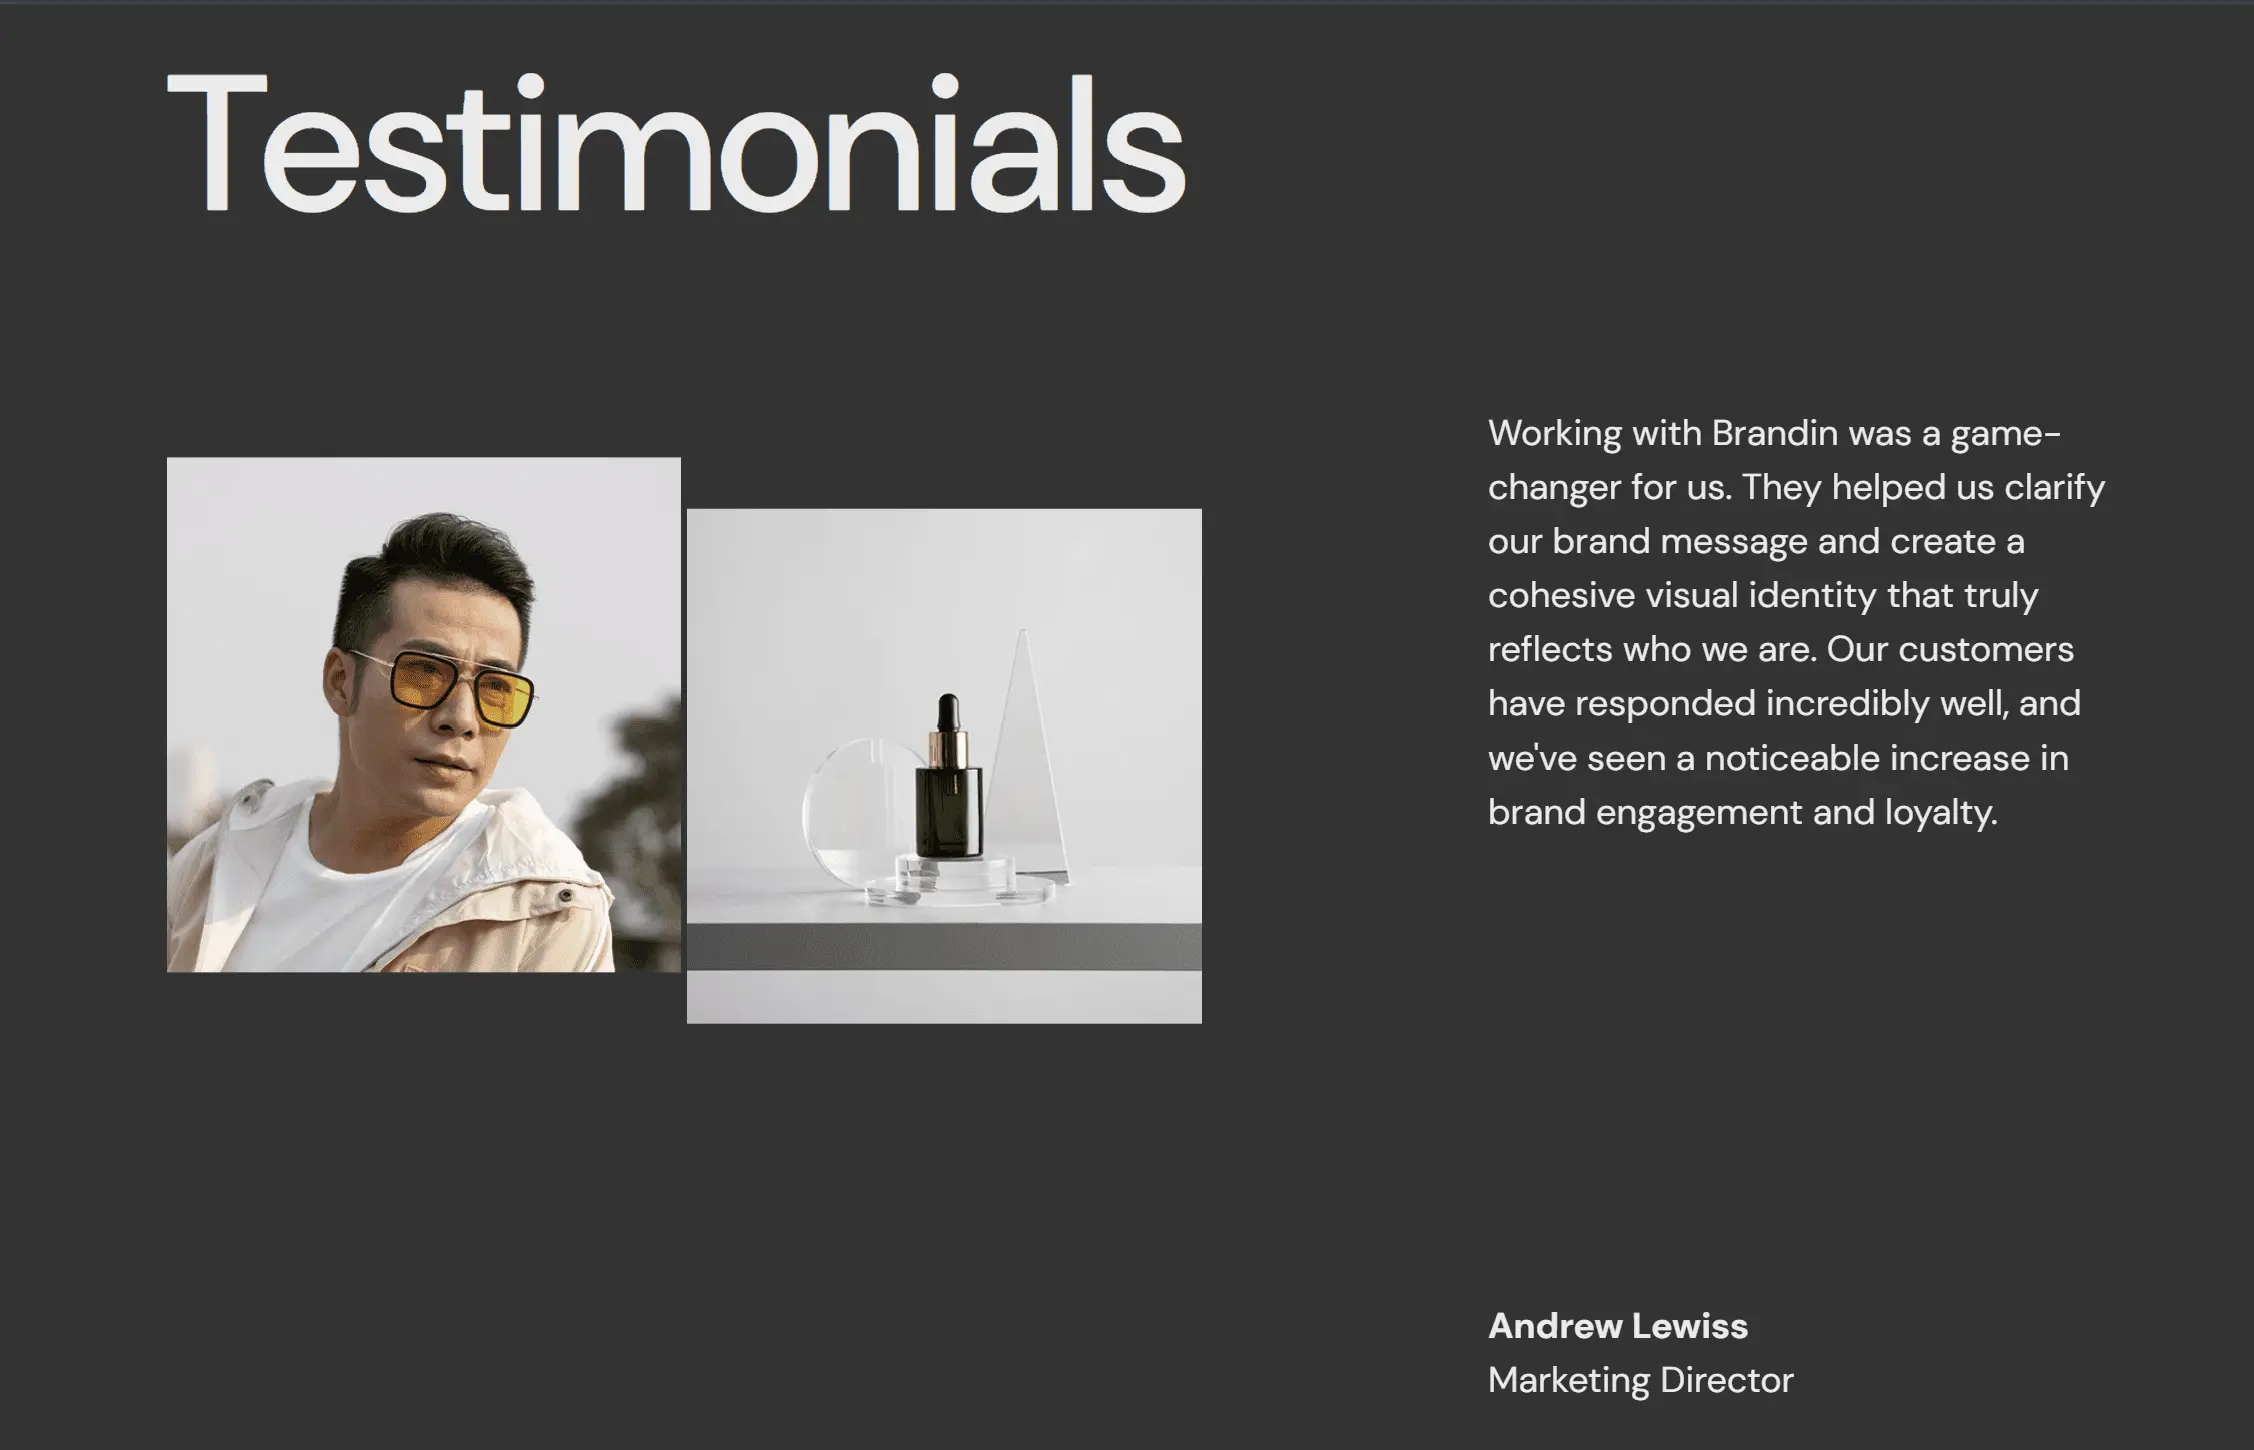 Testimonials
Working with Brandin was a game-
changer for us. They helped us clarify
our brand message and create a
cohesive visual identity that truly
reflects who we are. Our customers
have responded incredibly well, and
we've seen a noticeable increase in
brand engagement and loyalty.
Andrew Lewiss
Marketing Director